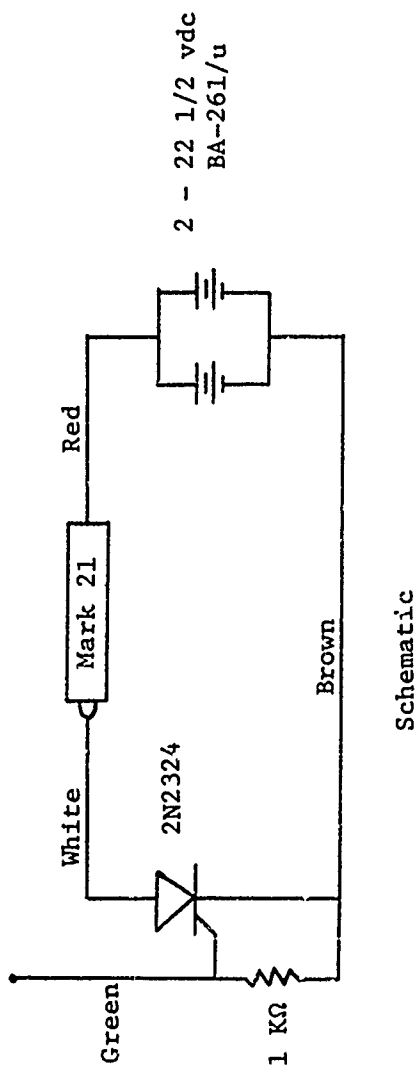 2 - 22 1/2 vdc
BA-261/u
Red
Mark 21
White
2N2324
Green
1 KΩ
Brown
Schematic